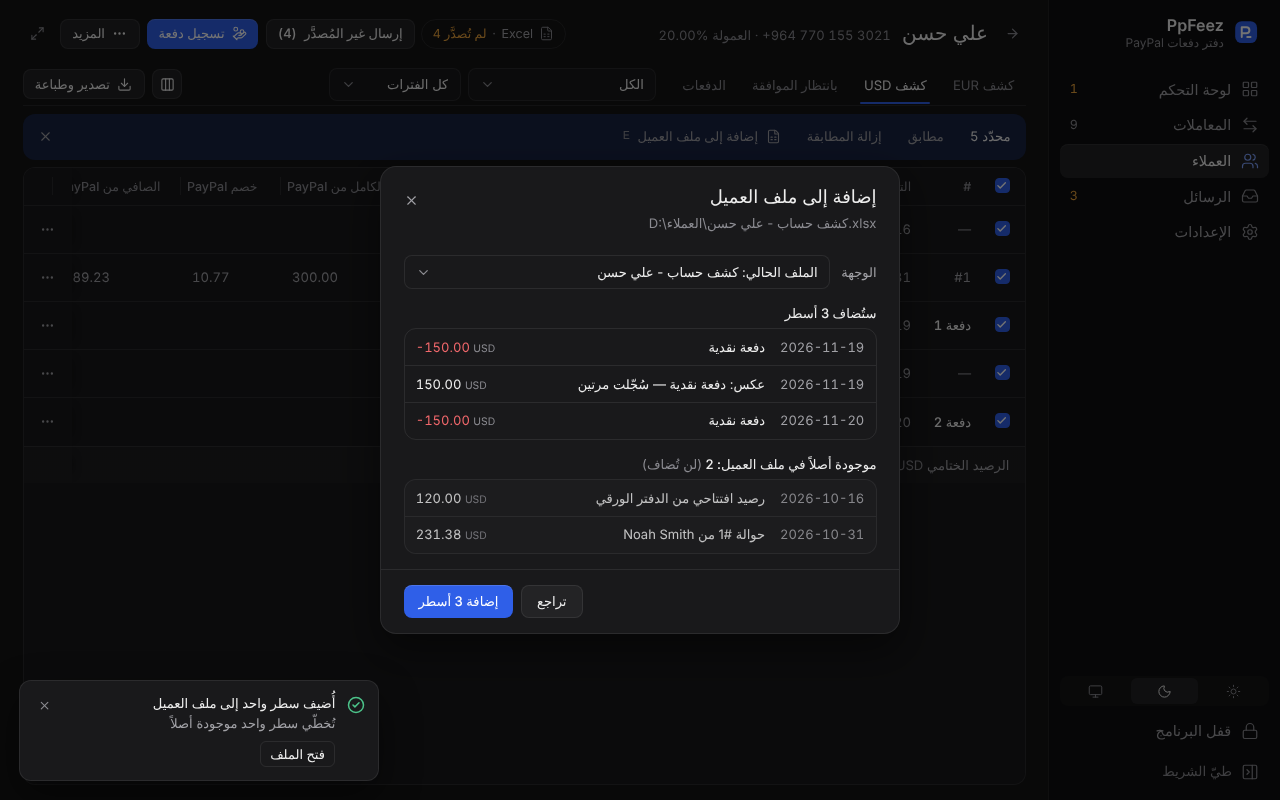 PpFeez
دفتر دفعات PayPal
لوحة التحكم 1
المعاملات 9
العملاء
الرسائل 3
الإعدادات
قفل البرنامج
طيّ الشريط
علي حسن
+964 770 155 3021 · العمولة 20.00%
Excel · لم تُصدَّر 4
إرسال غير المُصدَّر (4)
تسجيل دفعة
المزيد
كشف EUR
كشف USD
بانتظار الموافقة
الدفعات
الكل
كل الفترات
تصدير وطباعة
محدّد 5
مطابق
إزالة المطابقة
إضافة إلى ملف العميل E
#
خصم PayPal
الصافي من
—
#1
300.00
10.77
89.23
دفعة 1
—
دفعة 2
الرصيد الختامي USD
إضافة إلى ملف العميل
D:\العملاء\كشف حساب - علي حسن.xlsx
الوجهة
الملف الحالي: كشف حساب - علي حسن
ستُضاف 3 أسطر
2026-11-19 دفعة نقدية -150.00 USD
2026-11-19 عكس: دفعة نقدية — سُجّلت مرتين 150.00 USD
2026-11-20 دفعة نقدية -150.00 USD
موجودة أصلاً في ملف العميل: 2 (لن تُضاف)
2026-10-16 رصيد افتتاحي من الدفتر الورقي 120.00 USD
2026-10-31 حوالة #1 من Noah Smith 231.38 USD
تراجع
إضافة 3 أسطر
أُضيف سطر واحد إلى ملف العميل
تُخطّي سطر واحد موجودة أصلاً
فتح الملف